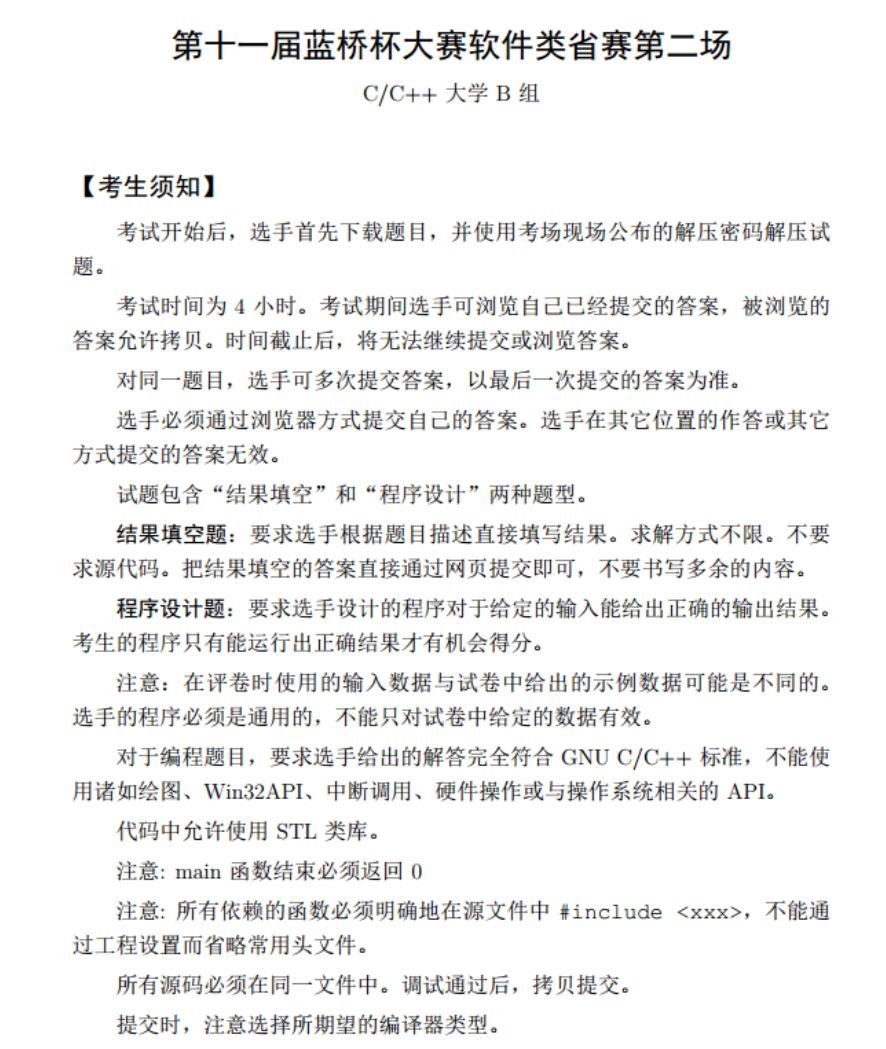 第十一届蓝桥杯大赛软件类省赛第二场
C/C++ 大学 B 组
【考生须知】
考试开始后，选手首先下载题目，并使用考场现场公布的解压密码解压试
题。
考试时间为 4 小时。考试期间选手可浏览自己已经提交的答案，被浏览的
答案允许拷贝。时间截止后，将无法继续提交或浏览答案。
对同一题目，选手可多次提交答案，以最后一次提交的答案为准。
选手必须通过浏览器方式提交自己的答案。选手在其它位置的作答或其它
方式提交的答案无效。
试题包含“结果填空”和“程序设计”两种题型。
结果填空题：要求选手根据题目描述直接填写结果。求解方式不限。不要
求源代码。把结果填空的答案直接通过网页提交即可，不要书写多余的内容。
程序设计题：要求选手设计的程序对于给定的输入能给出正确的输出结果。
考生的程序只有能运行出正确结果才有机会得分。
注意：在评卷时使用的输入数据与试卷中给出的示例数据可能是不同的。
选手的程序必须是通用的，不能只对试卷中给定的数据有效。
对于编程题目，要求选手给出的解答完全符合 GNU C/C++ 标准，不能使
用诸如绘图、Win32API、中断调用、硬件操作或与操作系统相关的 API。
代码中允许使用 STL 类库。
注意: main 函数结束必须返回 0
注意: 所有依赖的函数必须明确地在源文件中 #include <xxx>，不能通
过工程设置而省略常用头文件。
所有源码必须在同一文件中。调试通过后，拷贝提交。
提交时，注意选择所期望的编译器类型。